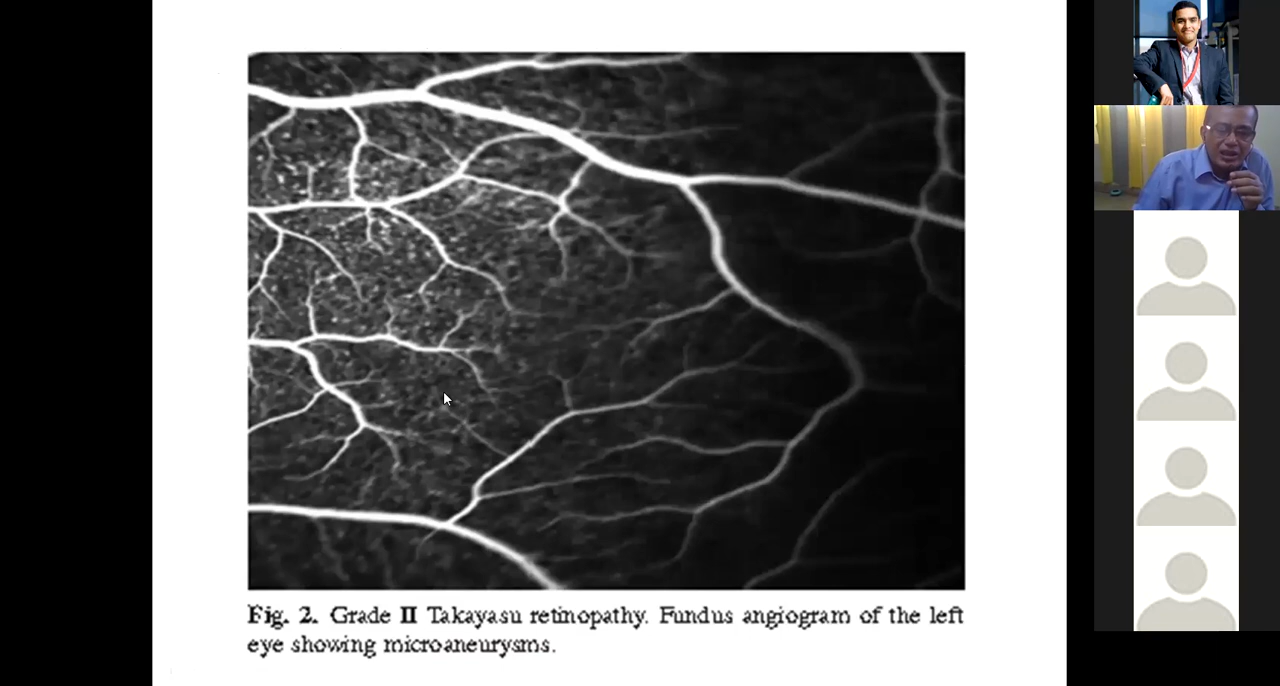 Fig. 2. Grade II Takayasu retinopathy. Fundus angiogram of the left
eye showing microaneurysms.